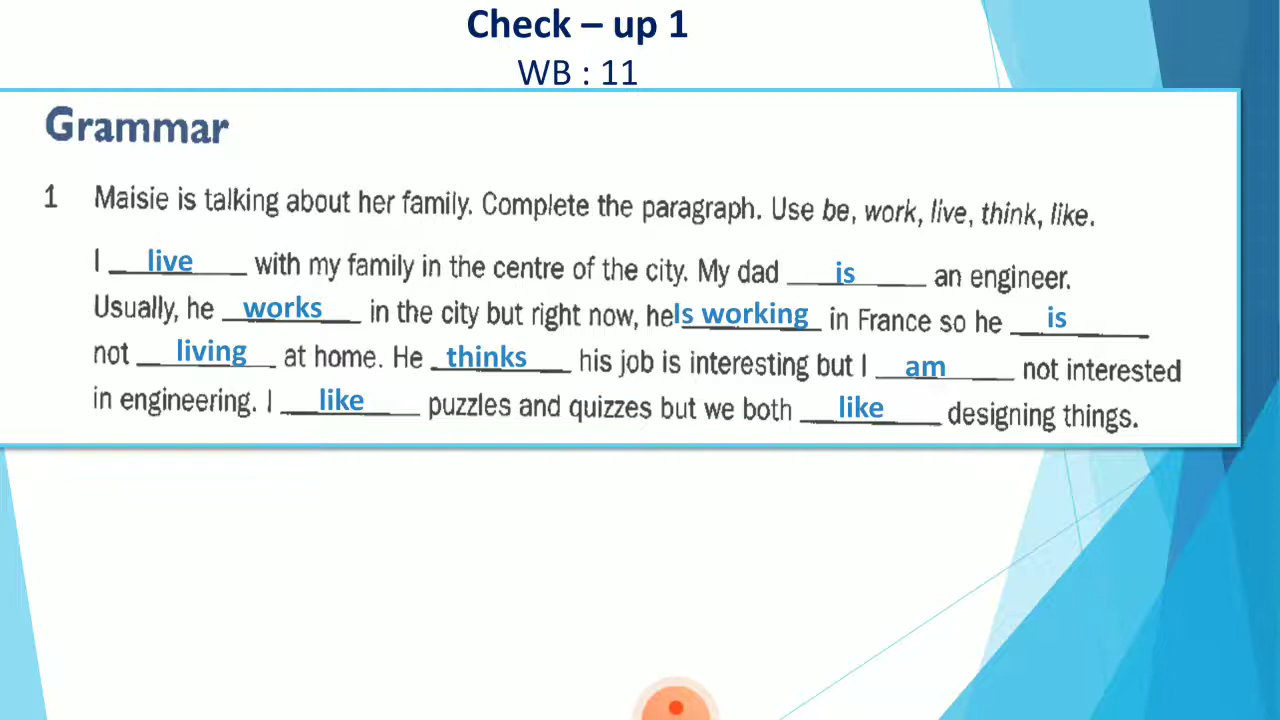 Check – up 1
WB : 11
Grammar
1 Maisie is talking about her family. Complete the paragraph. Use be, work, live, think, like.
I live with my family in the centre of the city. My dad is an engineer.
Usually, he works in the city but right now, he Is working in France so he is
not living at home. He thinks his job is interesting but I am not interested
in engineering. I like puzzles and quizzes but we both like designing things.